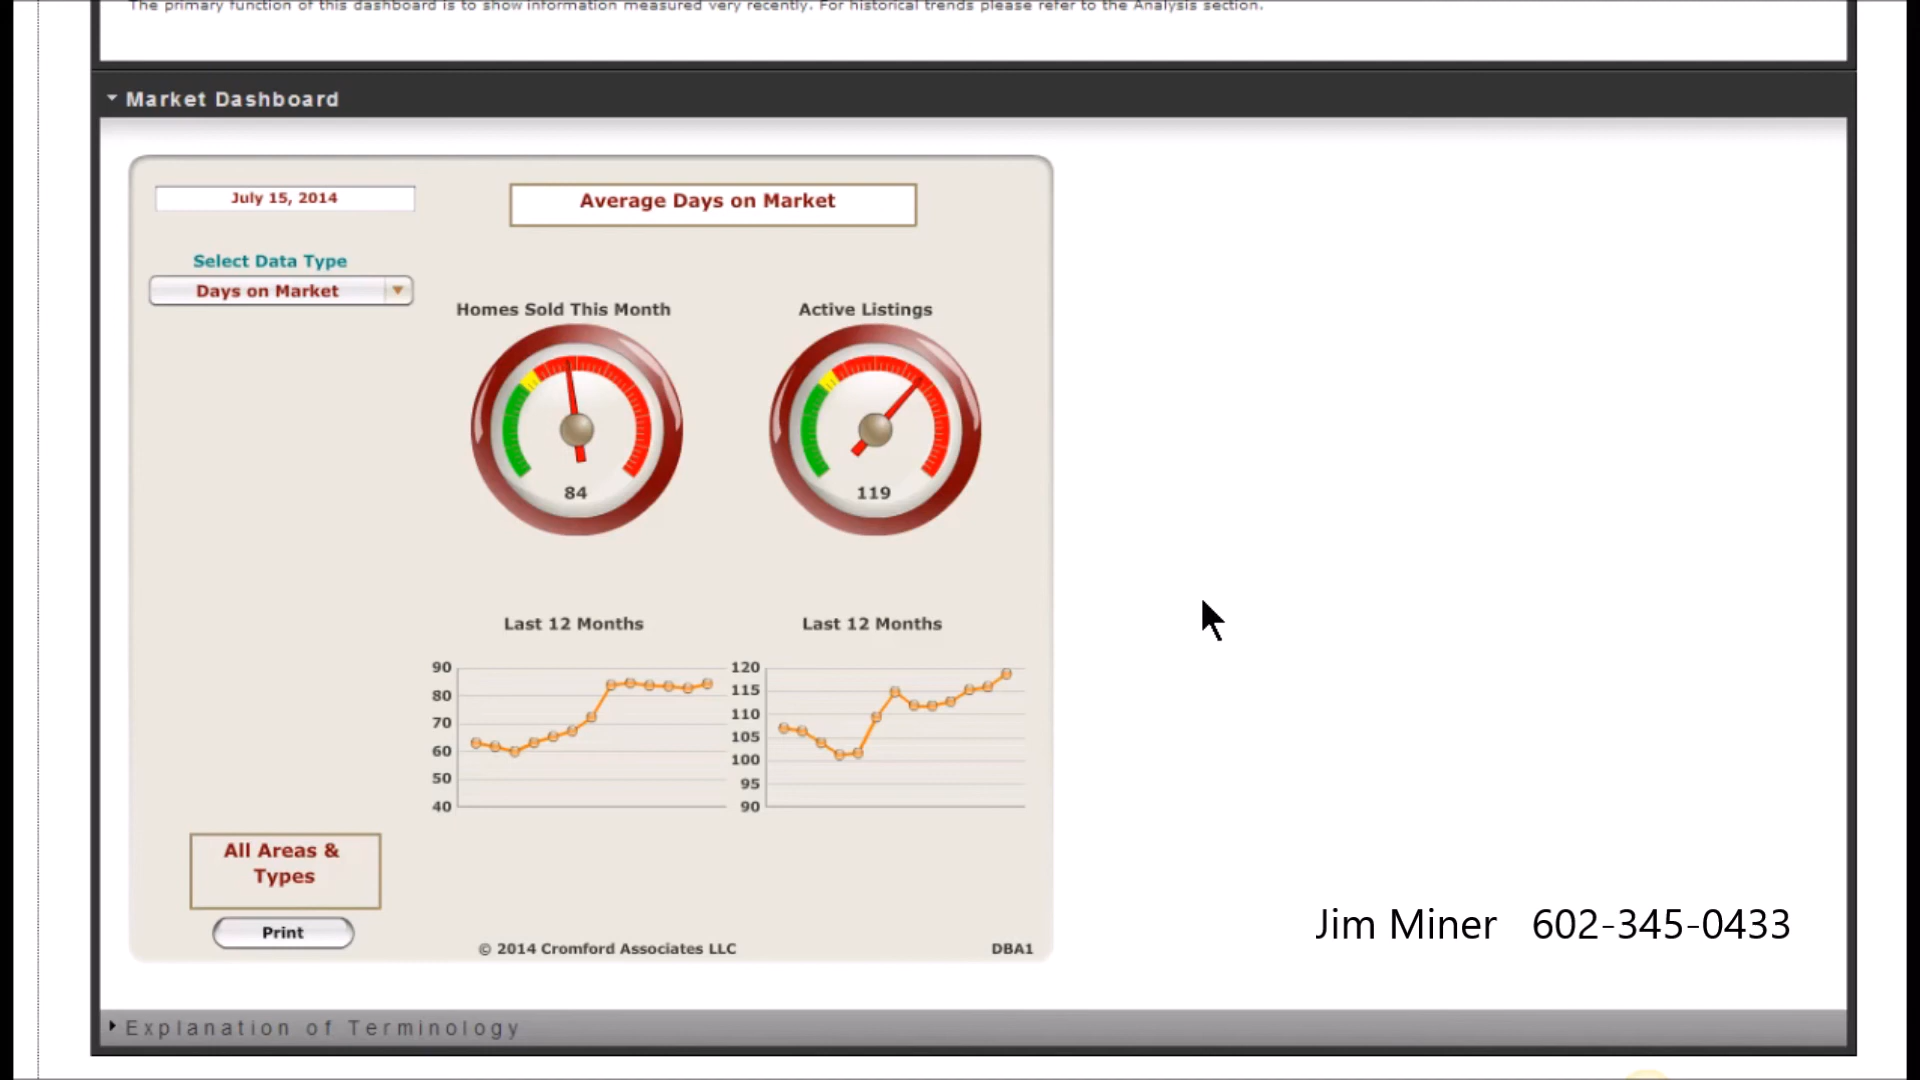 The primary function of this dashboard is to show information measured very recently. For historical trends please refer to the Analysis section.
Market Dashboard
July 15, 2014
Average Days on Market
Select Data Type
Days on Market
Homes Sold This Month
Active Listings
84
119
Last 12 Months
Last 12 Months
90
80
70
60
50
40
120
115
110
105
100
95
90
All Areas &
Types
Print
© 2014 Cromford Associates LLC
DBA1
Jim Miner 602-345-0433
Explanation of Terminology